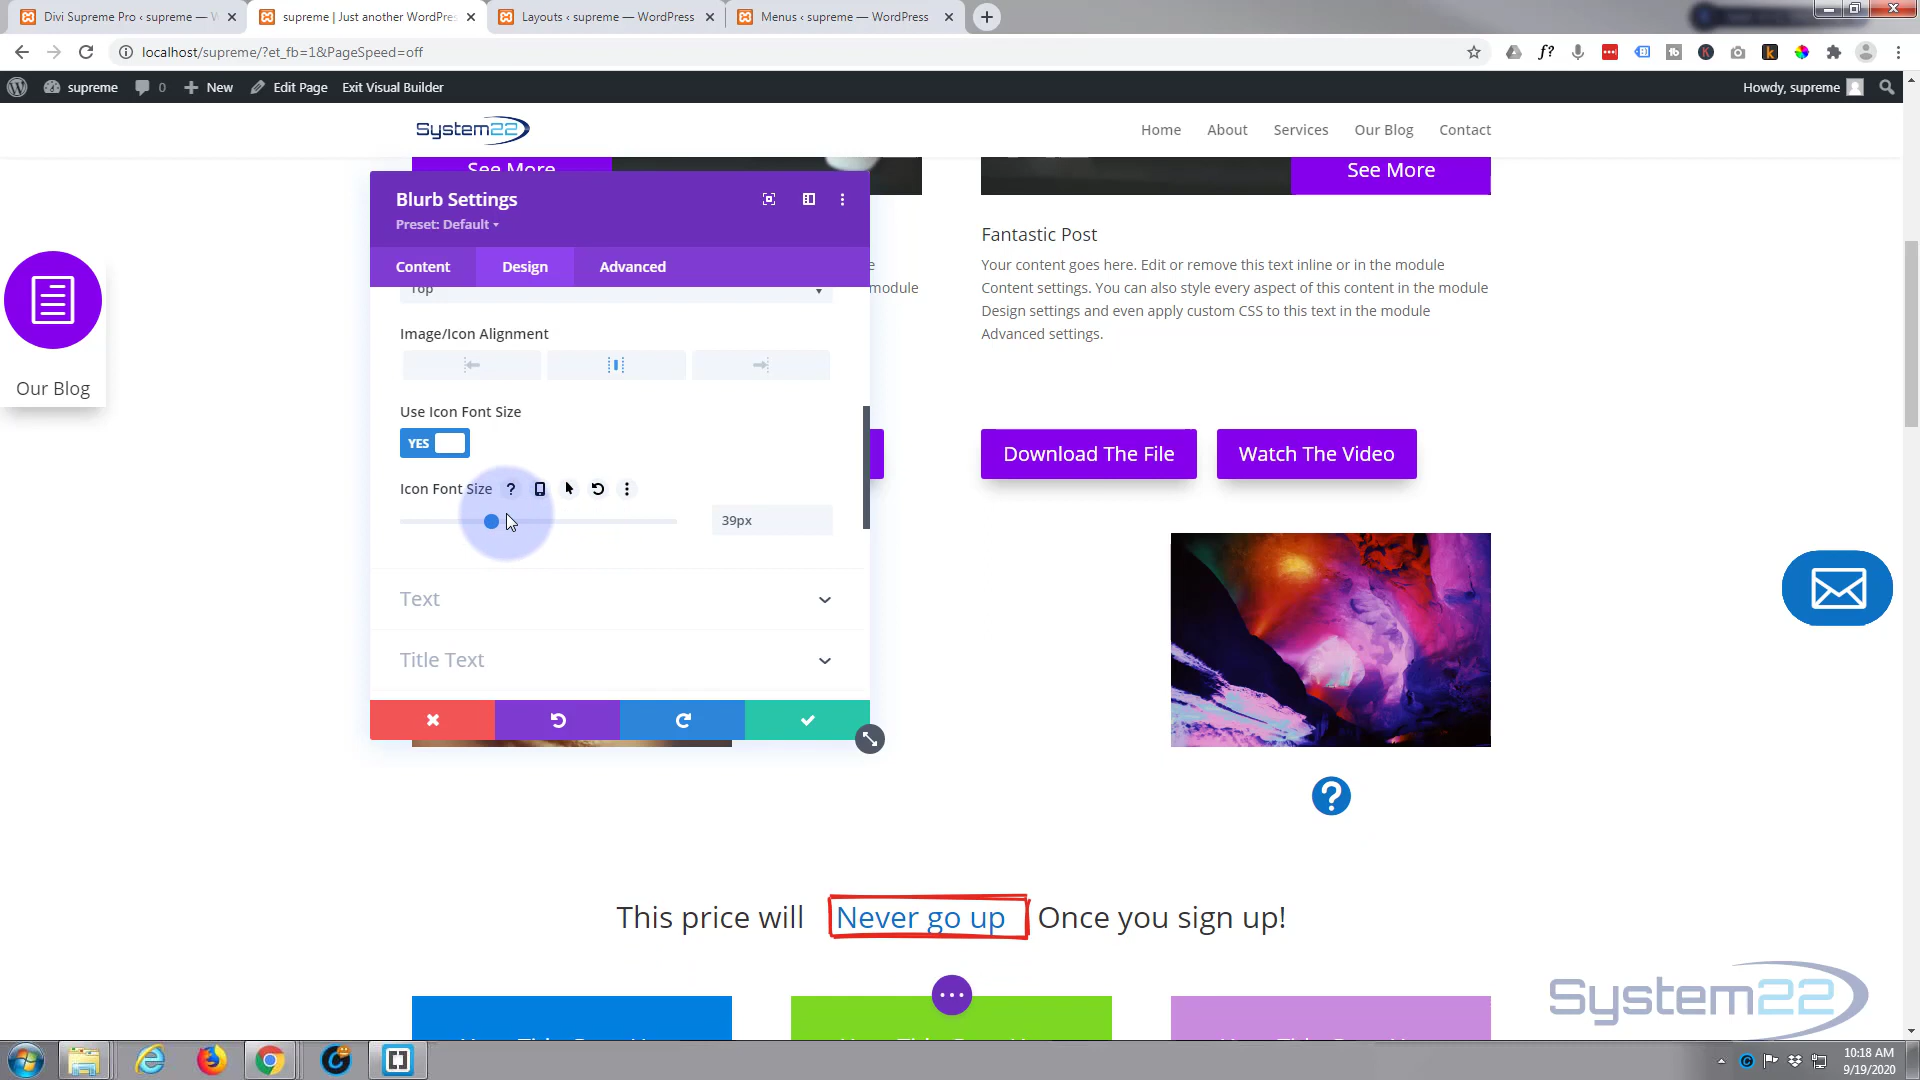 Divi Supreme Pro ‹ supreme — W
supreme | Just another WordPress
Layouts ‹ supreme — WordPress
Menus ‹ supreme — WordPress
localhost/supreme/?et_fb=1&PageSpeed=off
supreme
0
New
Edit Page
Exit Visual Builder
Howdy, supreme
System22
Home
About
Services
Our Blog
Contact
See More
See More
Blurb Settings
Preset: Default
Content
Design
Advanced
Top
Image/Icon Alignment
Use Icon Font Size
YES
Icon Font Size
?
39px
Text
Title Text
module
Our Blog
Fantastic Post
Your content goes here. Edit or remove this text inline or in the module
Content settings. You can also style every aspect of this content in the module
Design settings and even apply custom CSS to this text in the module
Advanced settings.
Download The File
Watch The Video
?
This price will Never go up Once you sign up!
System22
10:18 AM
9/19/2020